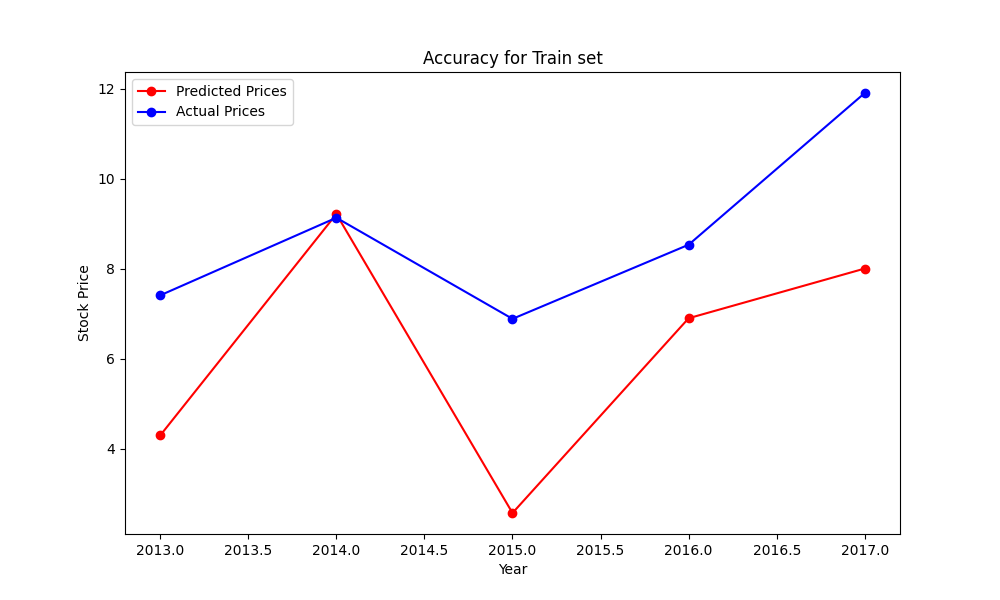 Accuracy for Train set
Predicted Prices
Actual Prices
12
10
8
6
4
Stock Price
2013.0 2013.5 2014.0 2014.5 2015.0 2015.5 2016.0 2016.5 2017.0
Year